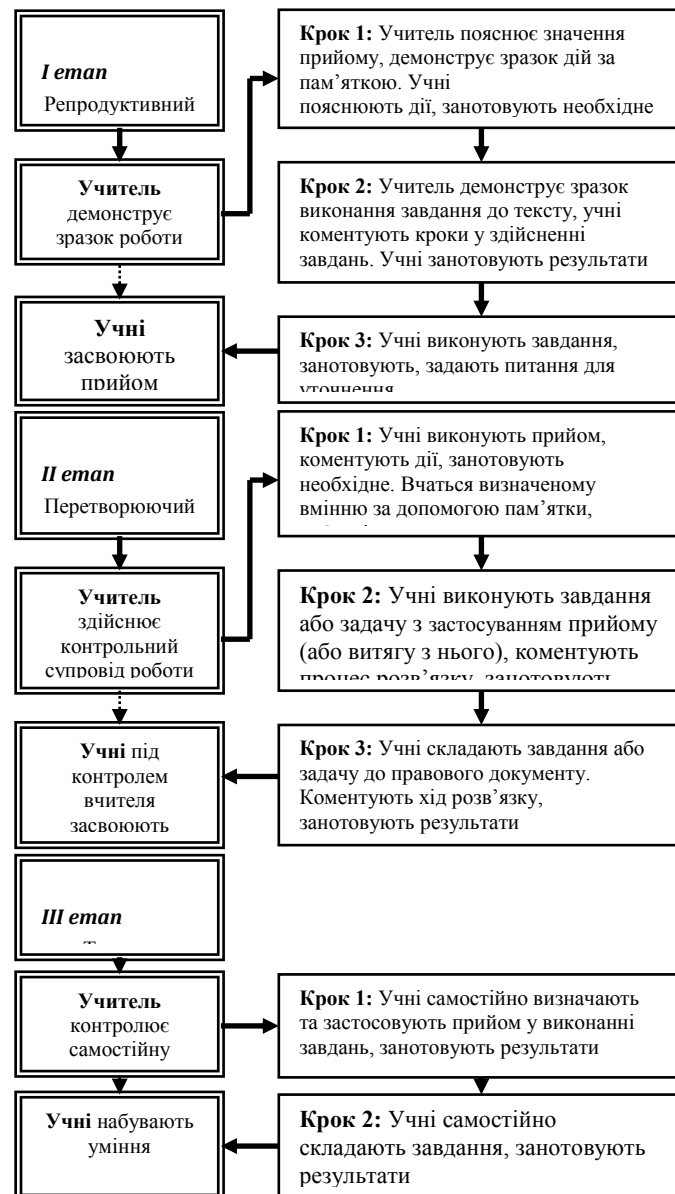 І етап
Репродуктивний
Крок 1: Учитель пояснює значення
прийому, демонструє зразок дій за
пам’яткою. Учні
пояснюють дії, занотовують необхідне
Учитель
демонструє
зразок роботи
Крок 2: Учитель демонструє зразок
виконання завдання до тексту, учні
коментують кроки у здійсненні
завдань. Учні занотовують результати
Учні
засвоюють
прийом
Крок 3: Учні виконують завдання,
занотовують, задають питання для
уточнення
ІІ етап
Перетворюючий
Крок 1: Учні виконують прийом,
коментують дії, занотовують
необхідне. Вчаться визначеному
вмінню за допомогою пам’ятки,
Учитель
здійснює
контрольний
супровід роботи
Крок 2: Учні виконують завдання
або задачу з застосуванням прийому
(або витягу з нього), коментують
процес розв’язку, занотовують
Учні під
контролем
вчителя
засвоюють
Крок 3: Учні складають завдання або
задачу до правового документу.
Коментують хід розв’язку,
занотовують результати
ІІІ етап
Учитель
контролює
самостійну
Крок 1: Учні самостійно визначають
та застосовують прийом у виконанні
завдань, занотовують результати
Учні набувають
уміння
Крок 2: Учні самостійно
складають завдання, занотовують
результати